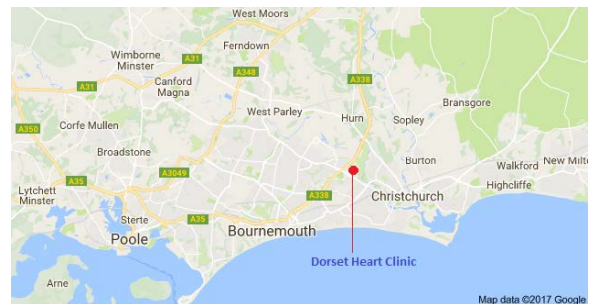 West Moors
Ferndown
Wimborne
Minster
A31
A348
A338
Canford
Magna
A31
West Parley
Hurn
Sopley
Bransgore
A350
Corfe Mullen
Broadstone
Burton
Walkford
New Milt
A35
A3049
Highcliffe
Lytchett
Minster
A338
Christchurch
Sterte
A35
Poole
Bournemouth
Dorset Heart Clinic
Arne
Map data ©2017 Google